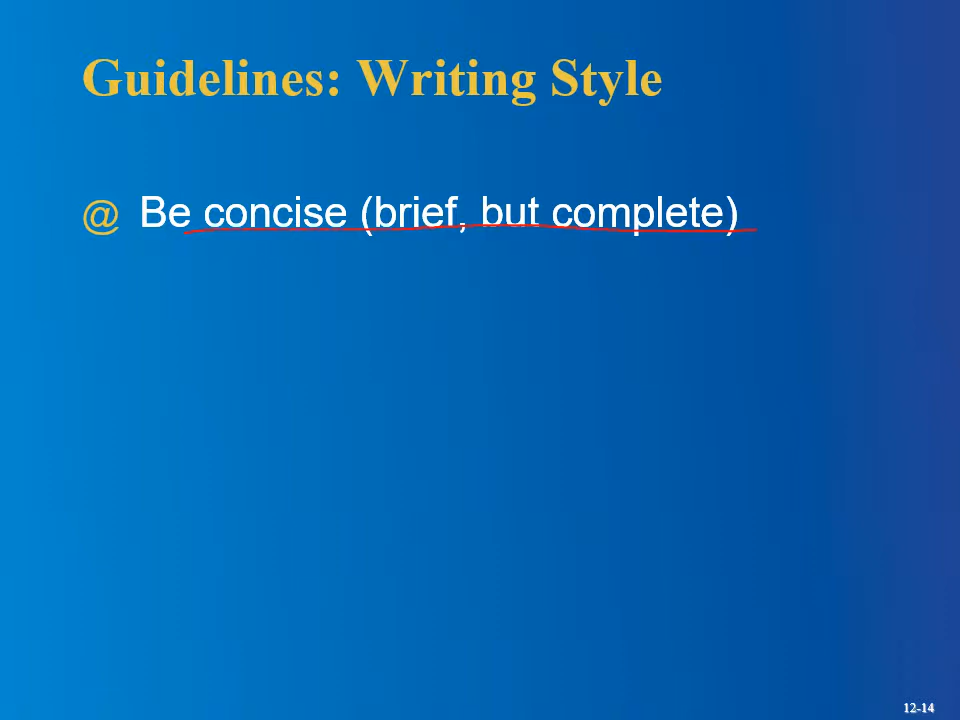 Guidelines: Writing Style
@ Be concise (brief, but complete)
12-14